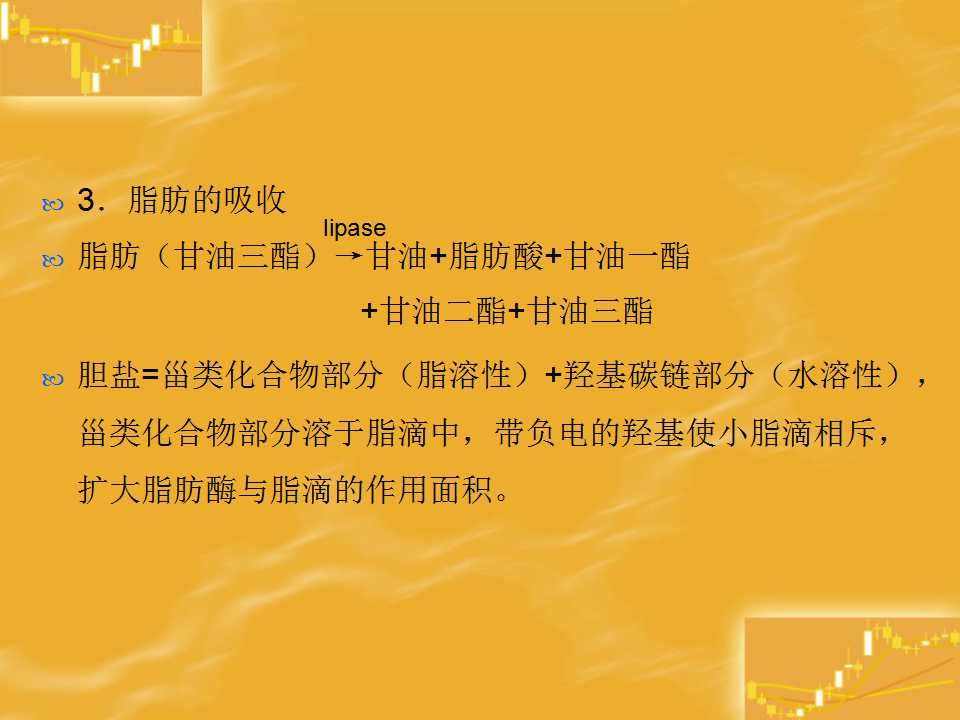 3．脂肪的吸收
lipase
脂肪（甘油三酯）→甘油+脂肪酸+甘油一酯
+甘油二酯+甘油三酯
胆盐=甾类化合物部分（脂溶性）+羟基碳链部分（水溶性），
甾类化合物部分溶于脂滴中，带负电的羟基使小脂滴相斥，
扩大脂肪酶与脂滴的作用面积。